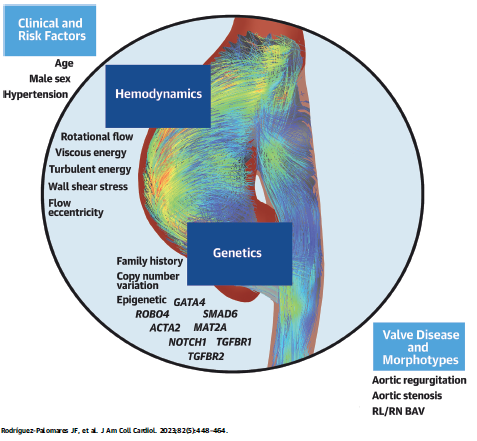 Clinical and
Risk Factors
Age
Male sex
Hypertension
Hemodynamics
Rotational flow
Viscous energy
Turbulent energy
Wall shear stress
Flow
eccentricity
Genetics
Family history
Copy number
variation
Epigenetic GATA4
ROBO4 SMAD6
ACTA2 MAT2A
NOTCH1 TGFBR1
TGFBR2
Valve Disease
and
Morphotypes
Aortic regurgitation
Aortic stenosis
RL/RN BAV
Rodríguez-Palomares JF, et al. J Am Coll Cardiol. 2023;82(5):448–464.